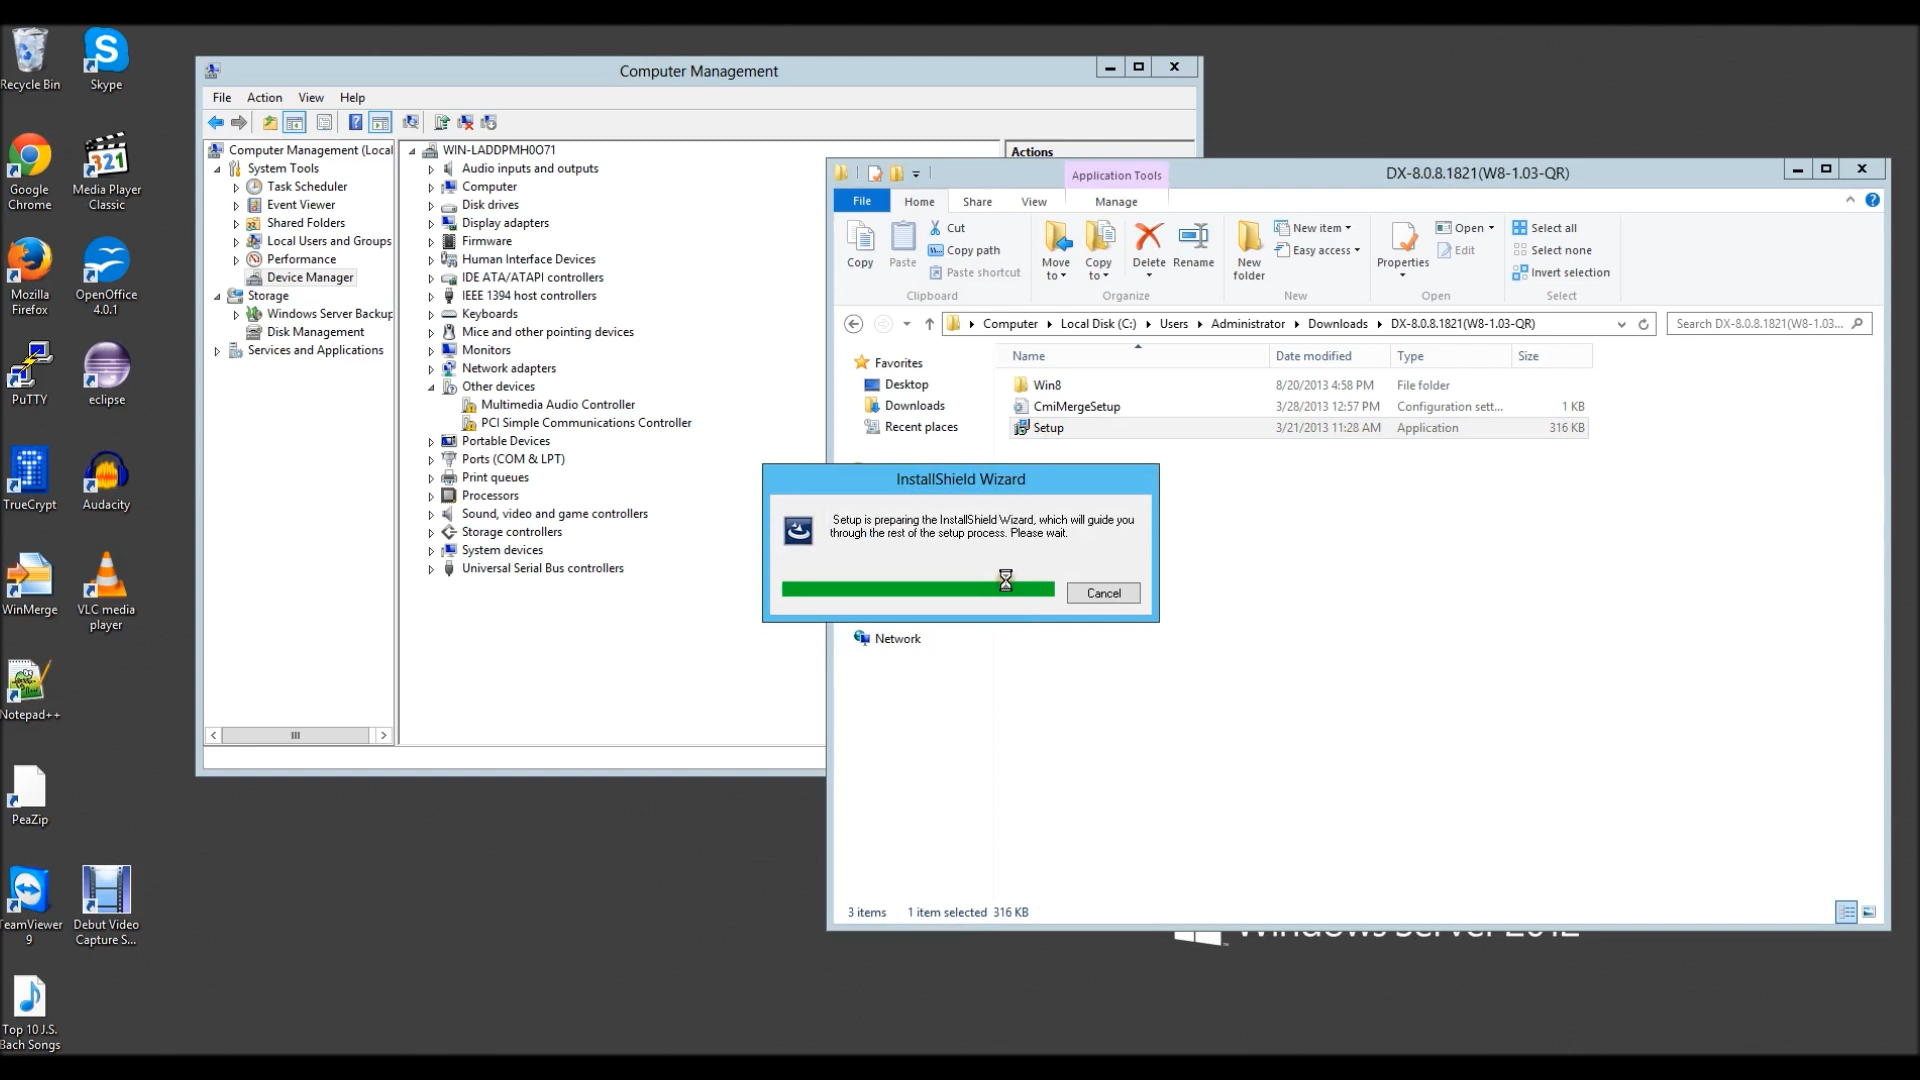 Recycle Bin
Skype
Google
Chrome
Media Player
Classic
Mozilla
Firefox
OpenOffice
4.0.1
PuTTY
eclipse
TrueCrypt
Audacity
WinMerge
VLC media
player
Notepad++
PeaZip
TeamViewer
9
Debut Video
Capture S...
Top 10 J.S.
Bach Songs
Computer Management
File Action View Help
Computer Management (Local
System Tools
Task Scheduler
Event Viewer
Shared Folders
Local Users and Groups
Performance
Device Manager
Storage
Windows Server Backup
Disk Management
Services and Applications
WIN-LADDPMH0O71
Audio inputs and outputs
Computer
Disk drives
Display adapters
Firmware
Human Interface Devices
IDE ATA/ATAPI controllers
IEEE 1394 host controllers
Keyboards
Mice and other pointing devices
Monitors
Network adapters
Other devices
Multimedia Audio Controller
PCI Simple Communications Controller
Portable Devices
Ports (COM & LPT)
Print queues
Processors
Sound, video and game controllers
Storage controllers
System devices
Universal Serial Bus controllers
Actions
Application Tools
DX-8.0.8.1821(W8-1.03-QR)
File Home Share View Manage
Copy
Paste
Cut
Copy path
Paste shortcut
Clipboard
Move
to
Copy
to
Delete
Rename
Organize
New
folder
New item
Easy access
New
Properties
Open
Edit
Open
Select all
Select none
Invert selection
Select
Computer Local Disk (C:) Users Administrator Downloads DX-8.0.8.1821(W8-1.03-QR)
Search DX-8.0.8.1821(W8-1.03...
Favorites
Desktop
Downloads
Recent places
Network
Name Date modified Type Size
Win8 8/20/2013 4:58 PM File folder
CmiMergeSetup 3/28/2013 12:57 PM Configuration sett... 1 KB
Setup 3/21/2013 11:28 AM Application 316 KB
InstallShield Wizard
Setup is preparing the InstallShield Wizard, which will guide you
through the rest of the setup process. Please wait.
Cancel
3 items 1 item selected 316 KB
Windows Server 2012